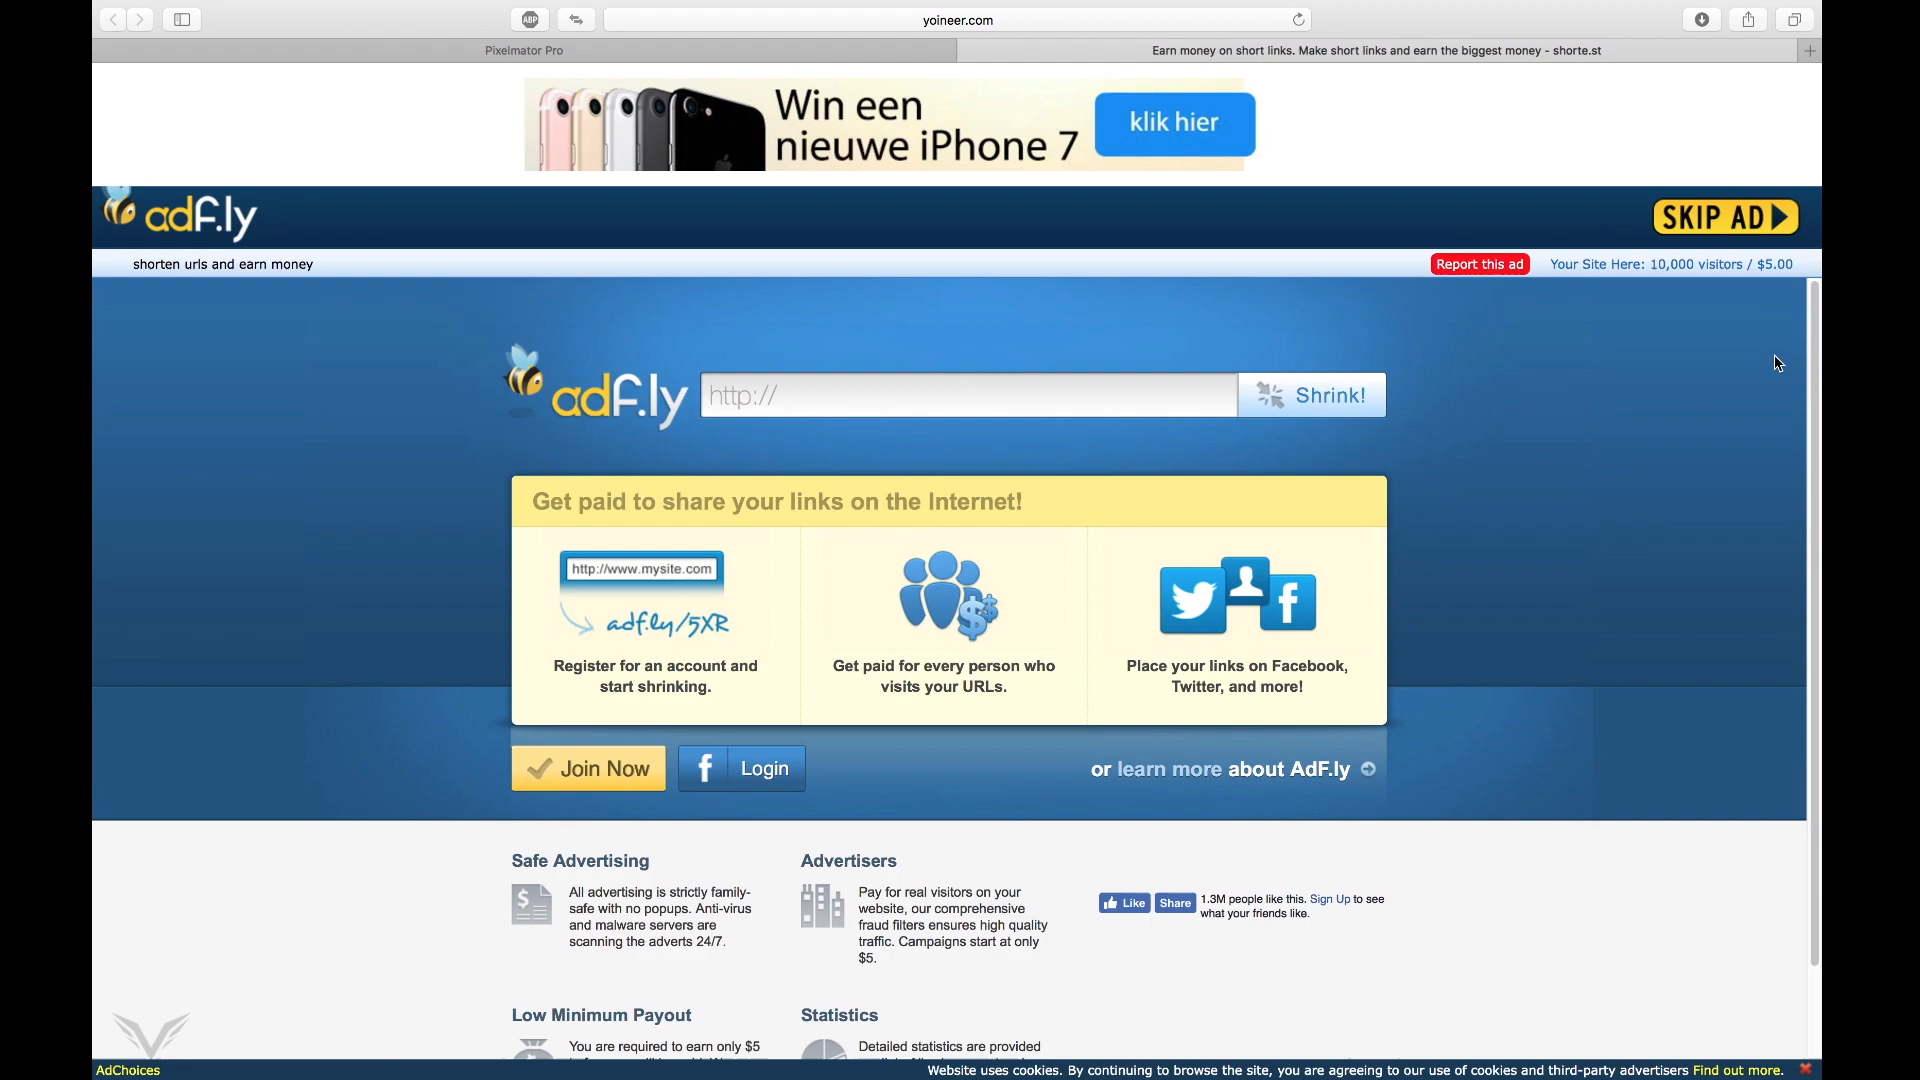 ABP
yoineer.com
Pixelmator Pro
Earn money on short links. Make short links and earn the biggest money - shorte.st
Win een
nieuwe iPhone 7
klik hier
adf.ly
SKIP AD
shorten urls and earn money
Report this ad
Your Site Here: 10,000 visitors / $5.00
adf.ly
http://
Shrink!
Get paid to share your links on the Internet!
http://www.mysite.com
adf.ly/5XR
Register for an account and
start shrinking.
Get paid for every person who
visits your URLs.
Place your links on Facebook,
Twitter, and more!
Join Now
Login
or learn more about AdF.ly
Safe Advertising
All advertising is strictly family-
safe with no popups. Anti-virus
and malware servers are
scanning the adverts 24/7.
Advertisers
Pay for real visitors on your
website, our comprehensive
fraud filters ensures high quality
traffic. Campaigns start at only
$5.
Like
Share
1.3M people like this. Sign Up to see
what your friends like.
Low Minimum Payout
You are required to earn only $5
Statistics
Detailed statistics are provided
AdChoices
Website uses cookies. By continuing to browse the site, you are agreeing to our use of cookies and third-party advertisers Find out more.